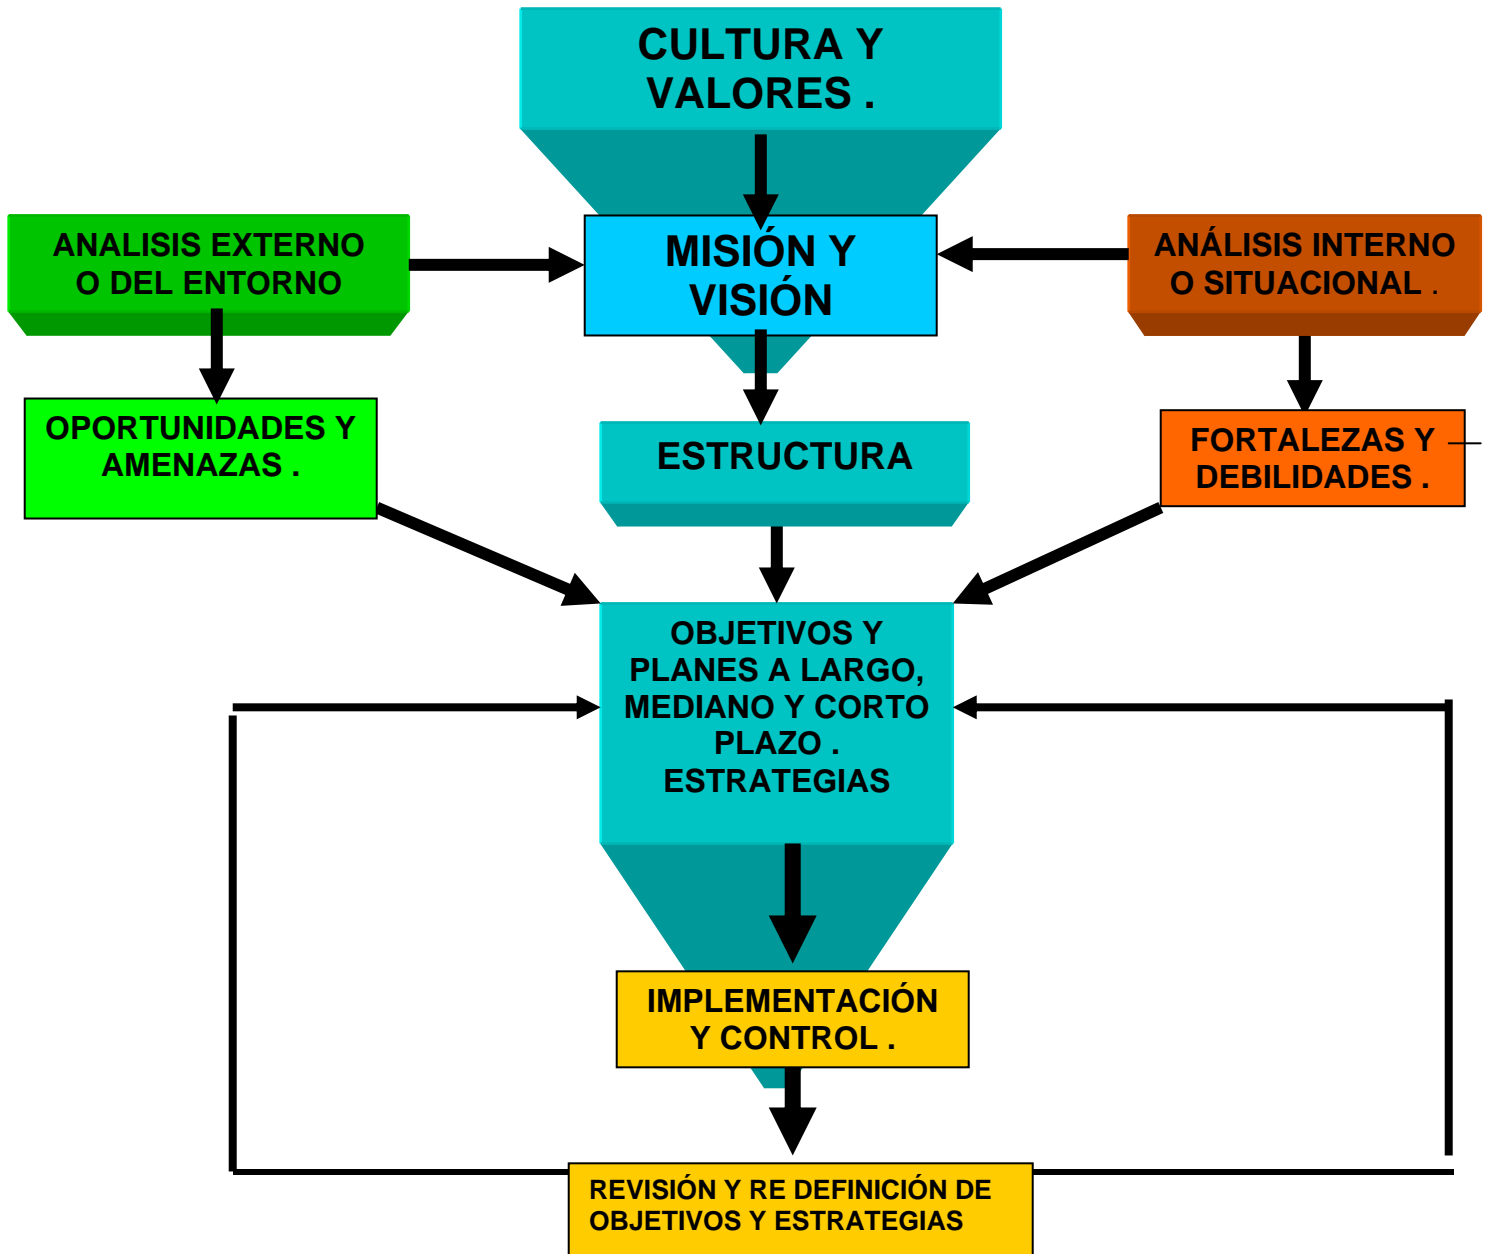 CULTURA Y
VALORES .
ANALISIS EXTERNO
O DEL ENTORNO
MISIÓN Y
VISIÓN
ANÁLISIS INTERNO
O SITUACIONAL .
OPORTUNIDADES Y
AMENAZAS .
ESTRUCTURA
FORTALEZAS Y
DEBILIDADES .
OBJETIVOS Y
PLANES A LARGO,
MEDIANO Y CORTO
PLAZO .
ESTRATEGIAS
IMPLEMENTACIÓN
Y CONTROL .
REVISIÓN Y RE DEFINICIÓN DE
OBJETIVOS Y ESTRATEGIAS